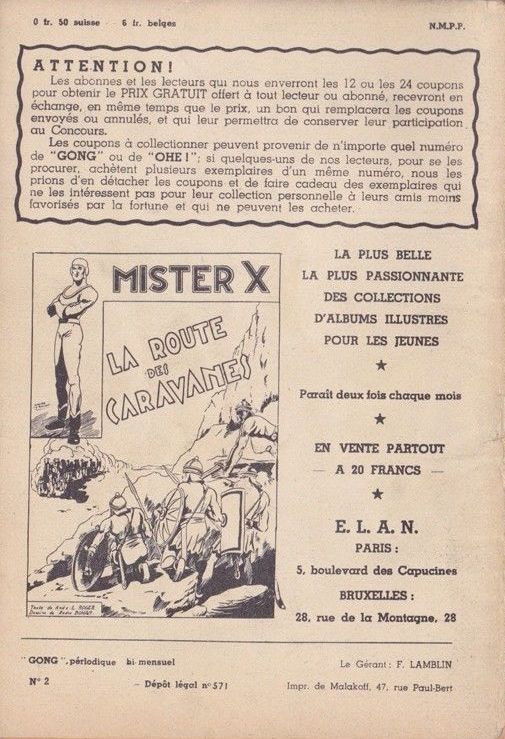 0 fr. 50 suisse - 6 fr. belges
N.M.P.P.
ATTENTION!
Les abonnes et les lecteurs qui nous enverront les 12 ou les 24 coupons
pour obtenir le PRIX GRATUIT offert à tout lecteur ou abonné, recevront en
échange, en même temps que le prix, un bon qui remplacera les coupons
envoyés ou annulés, et qui leur permettra de conserver leur participation
au Concours.
Les coupons à collectionner peuvent provenir de n'importe quel numéro
de "GONG" ou de "OHE!"; si quelques-uns de nos lecteurs, pour se les
procurer, achètent plusieurs exemplaires d'un même numéro, nous les
prions d'en détacher les coupons et de faire cadeau des exemplaires qui
ne les intéressent pas pour leur collection personnelle à leurs amis moins
favorisés par la fortune et qui ne peuvent les acheter.
MISTER X
LA ROUTE
DES
CARAVANES
Texte de André L. ROGER
LA PLUS BELLE
LA PLUS PASSIONNANTE
DES COLLECTIONS
D'ALBUMS ILLUSTRES
POUR LES JEUNES
Paraît deux fois chaque mois
EN VENTE PARTOUT
— A 20 FRANCS —
E. L. A. N.
PARIS :
5, boulevard des Capucines
BRUXELLES :
28, rue de la Montagne, 28
"GONG", périodique bi-mensuel
Le Gérant : F. LAMBLIN
N° 2
- Dépôt légal n° 571
Impr. de Malakoff, 47, rue Paul-Bert